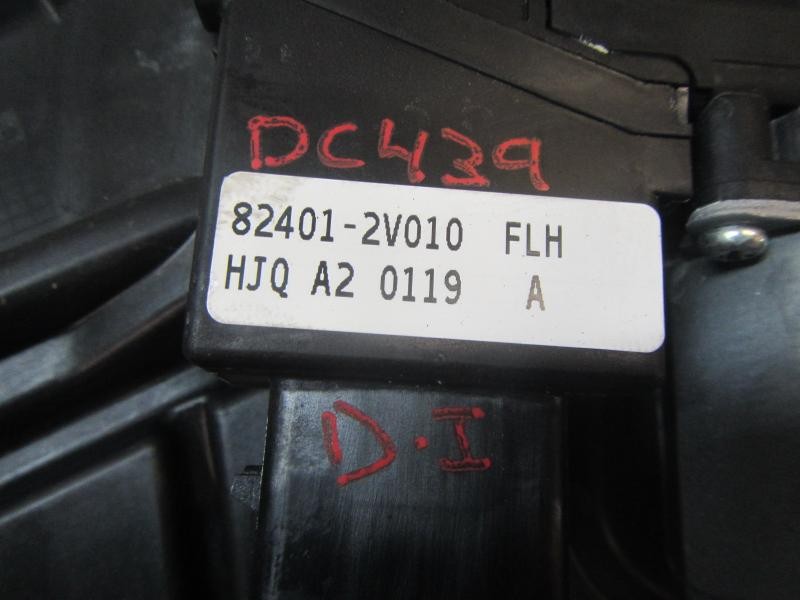 DC439
82401-2V010 FLH
HJQ A2 0119 A
D.I